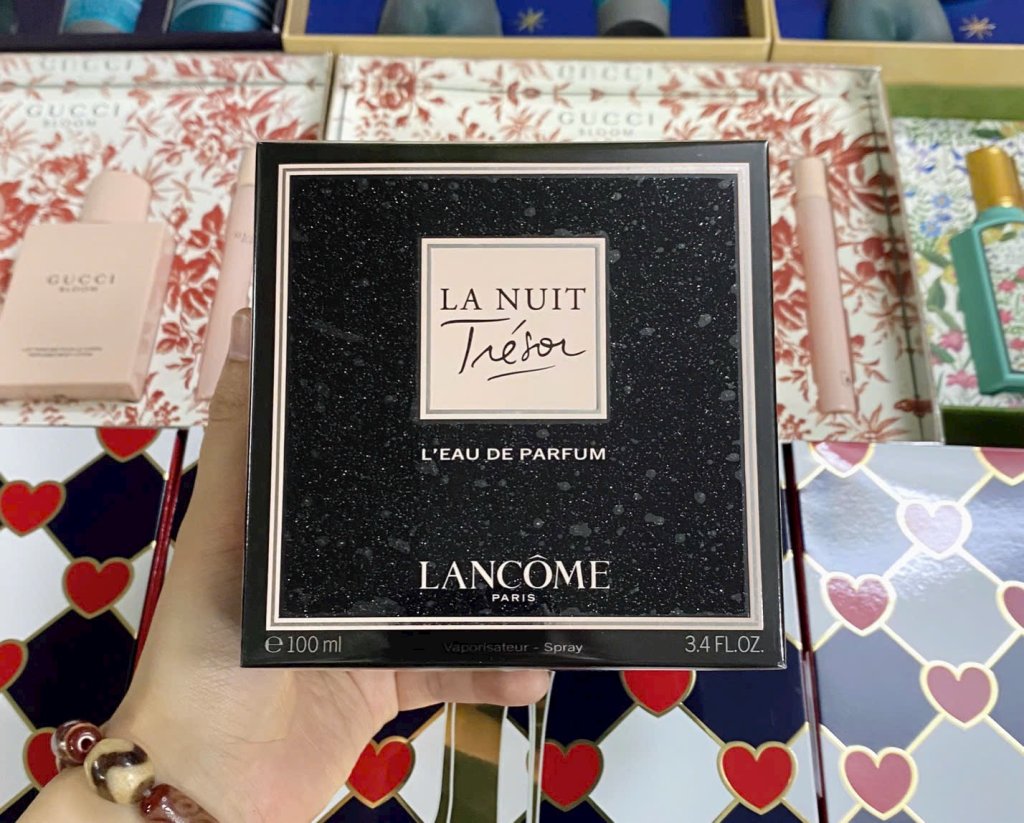 GUCCI
BLOOM
GUCCI
GUCCI
BLOOM
GUCCI
BLOOM
LA NUIT
Trésor
L'EAU DE PARFUM
LANCÔME
PARIS
℮ 100 ml
Vaporisateur - Spray
3.4 FL.OZ.